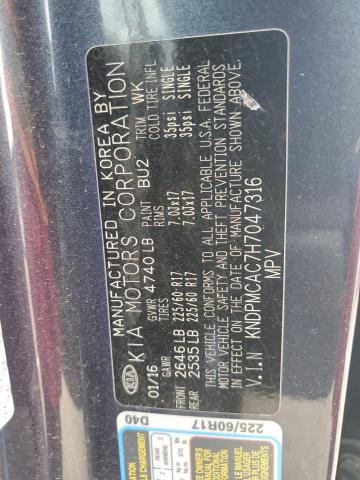 MANUFACTURED IN KOREA BY
KIA MOTORS CORPORATION
KIA
01/16 GVWR 4740 LB PAINT BU2 TRIM WK
GAWR TIRES RIMS COLD TIRE INFL
FRONT 2646 LB 225/60 R17 7.0JX17 35psi SINGLE
REAR 2535 LB 225/60 R17 7.0JX17 35psi SINGLE
THIS VEHICLE CONFORMS TO ALL APPLICABLE U.S.A. FEDERAL
MOTOR VEHICLE SAFETY AND THEFT PREVENTION STANDARDS
IN EFFECT ON THE DATE OF MANUFACTURE SHOWN ABOVE.
V.I.N KNDPMCAC7H7047316
MPV
D40
225/60R17